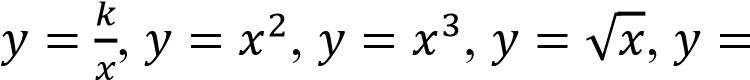 y = k/x, y = x², y = x³, y = √x, y =